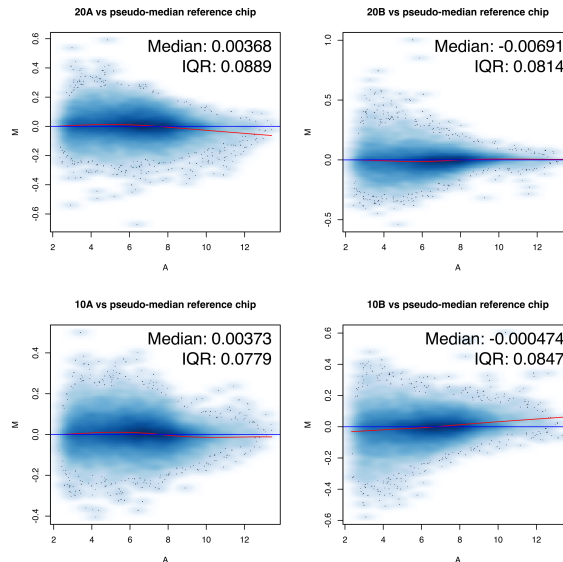 20A vs pseudo-median reference chip
Median: 0.00368
IQR: 0.0889
M
0.6
0.4
0.2
0.0
-0.2
-0.4
-0.6
2 4 6 8 10 12
A
20B vs pseudo-median reference chip
Median: -0.00691
IQR: 0.0814
M
1.0
0.5
0.0
-0.5
2 4 6 8 10 12
A
10A vs pseudo-median reference chip
Median: 0.00373
IQR: 0.0779
M
0.4
0.2
0.0
-0.2
-0.4
2 4 6 8 10 12
A
10B vs pseudo-median reference chip
Median: -0.000474
IQR: 0.0847
M
0.6
0.4
0.2
0.0
-0.2
-0.4
-0.6
2 4 6 8 10 12
A